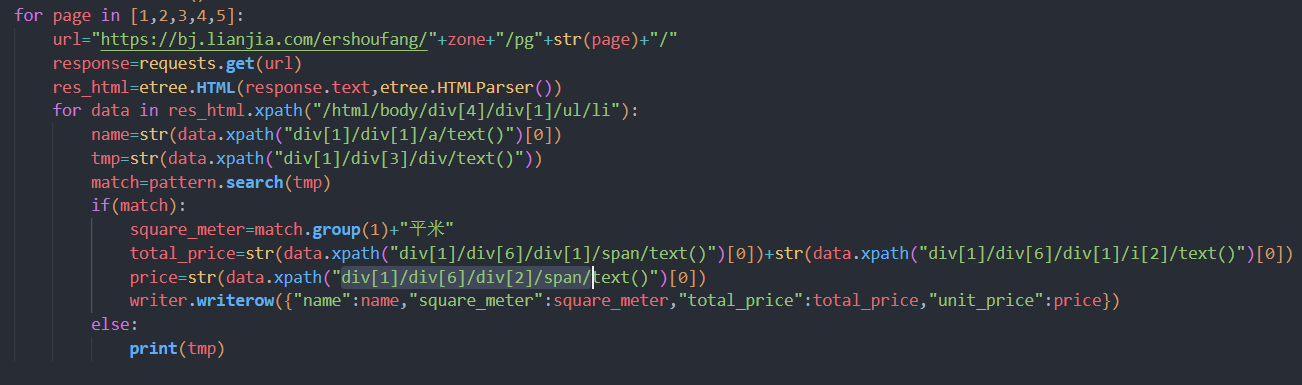 for page in [1,2,3,4,5]:
    url="https://bj.lianjia.com/ershoufang/"+zone+"/pg"+str(page)+"/"
    response=requests.get(url)
    res_html=etree.HTML(response.text,etree.HTMLParser())
    for data in res_html.xpath("/html/body/div[4]/div[1]/ul/li"):
        name=str(data.xpath("div[1]/div[1]/a/text()")[0])
        tmp=str(data.xpath("div[1]/div[3]/div/text()"))
        match=pattern.search(tmp)
        if(match):
            square_meter=match.group(1)+"平米"
            total_price=str(data.xpath("div[1]/div[6]/div[1]/span/text()")[0])+str(data.xpath("div[1]/div[6]/div[1]/i[2]/text()")[0])
            price=str(data.xpath("div[1]/div[6]/div[2]/span/text()")[0])
            writer.writerow({"name":name,"square_meter":square_meter,"total_price":total_price,"unit_price":price})
        else:
            print(tmp)